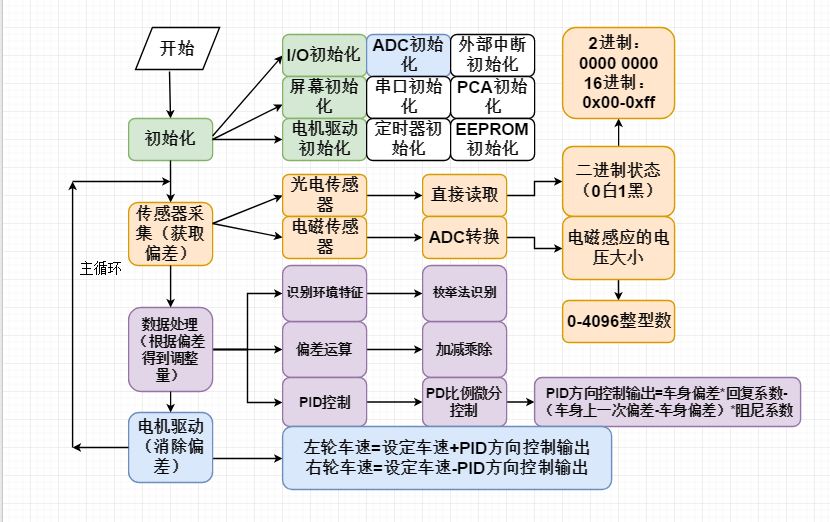 开始
I/O初始化
ADC初始
化
外部中断
初始化
屏幕初始
化
串口初始
化
PCA初始
化
初始化
电机驱动
初始化
定时器初
始化
EEPROM
初始化
2进制：
0000 0000
16进制：
0x00-0xff
传感器采
集（获取
偏差）
光电传感
器
直接读取
二进制状态
（0白1黑）
电磁传感
器
ADC转换
电磁感应的电
压大小
0-4096整型数
主循环
数据处理
（根据偏差
得到调整
量）
识别环境特征
枚举法识别
偏差运算
加减乘除
PID控制
PD比例微分
控制
PID方向控制输出=车身偏差*回复系数-
（车身上一次偏差-车身偏差）*阻尼系数
电机驱动
（消除偏
差）
左轮车速=设定车速+PID方向控制输出
右轮车速=设定车速-PID方向控制输出